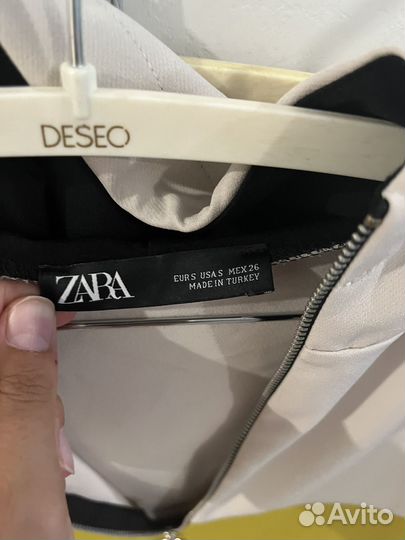 DESEO
ZARA
EUR S USA S MEX 26
MADE IN TURKEY
Avito